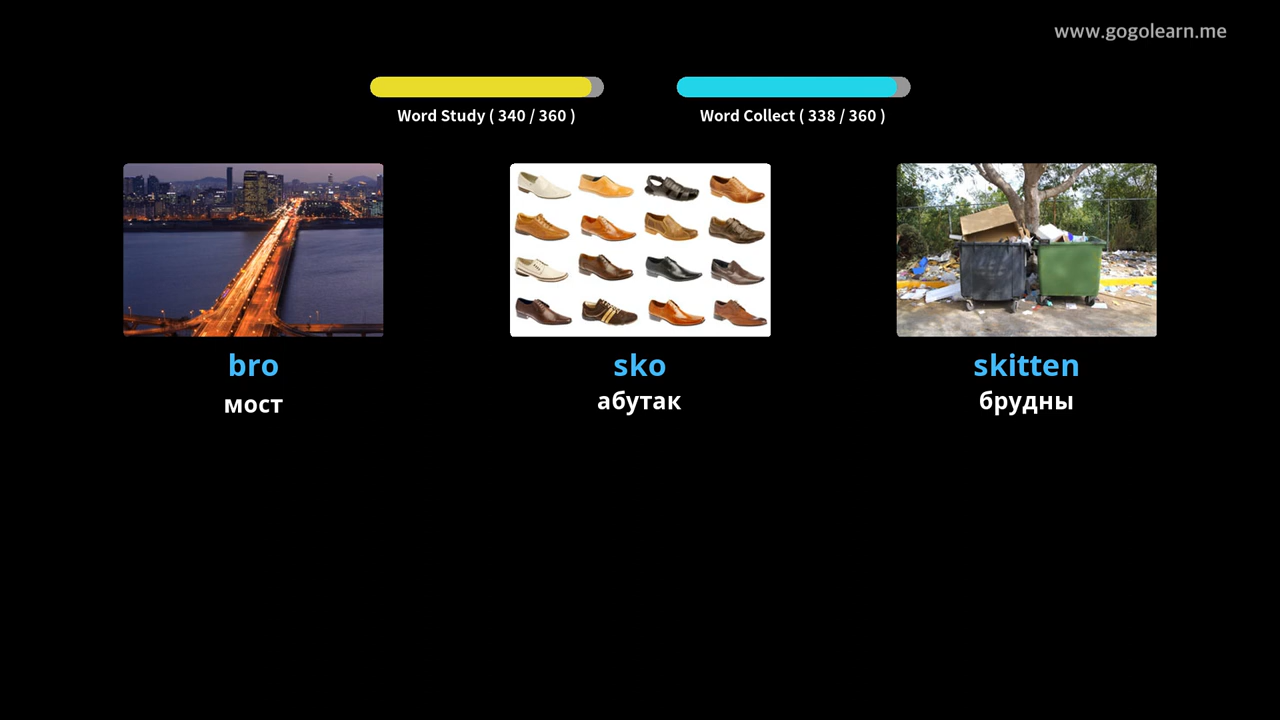 www.gogolearn.me
Word Study ( 340 / 360 )
Word Collect ( 338 / 360 )
bro
мост
sko
абутак
skitten
брудны